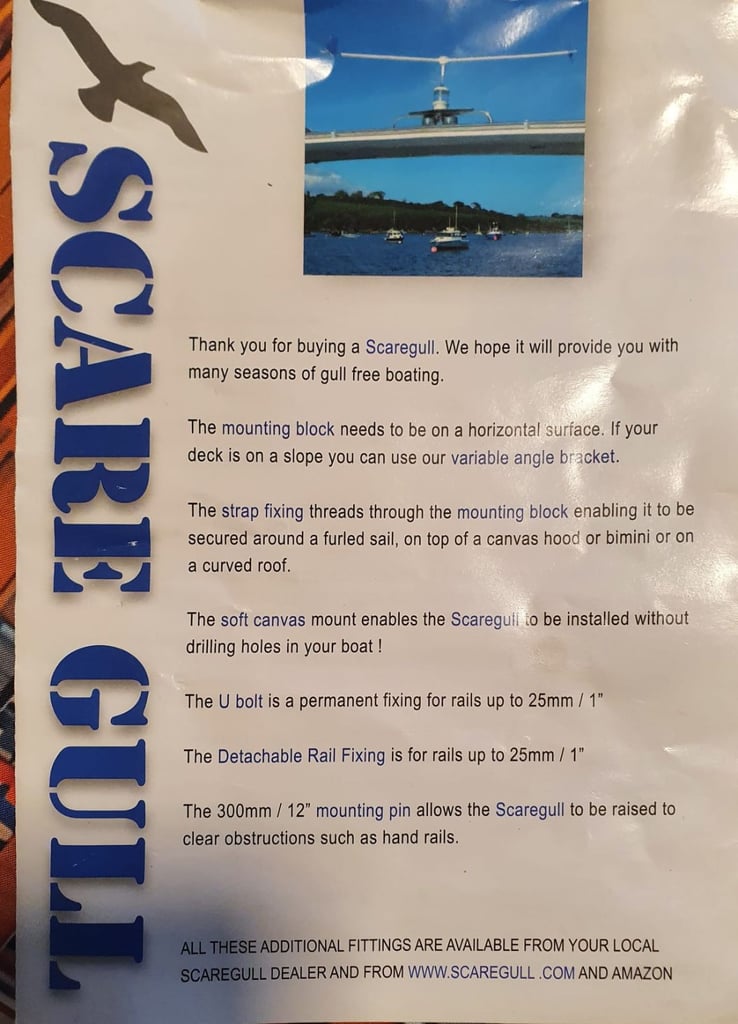 SCARE GULL
Thank you for buying a Scaregull. We hope it will provide you with
many seasons of gull free boating.
The mounting block needs to be on a horizontal surface. If your
deck is on a slope you can use our variable angle bracket.
The strap fixing threads through the mounting block enabling it to be
secured around a furled sail, on top of a canvas hood or bimini or on
a curved roof.
The soft canvas mount enables the Scaregull to be installed without
drilling holes in your boat !
The U bolt is a permanent fixing for rails up to 25mm / 1”
The Detachable Rail Fixing is for rails up to 25mm / 1”
The 300mm / 12” mounting pin allows the Scaregull to be raised to
clear obstructions such as hand rails.
ALL THESE ADDITIONAL FITTINGS ARE AVAILABLE FROM YOUR LOCAL
SCAREGULL DEALER AND FROM WWW.SCAREGULL .COM AND AMAZON